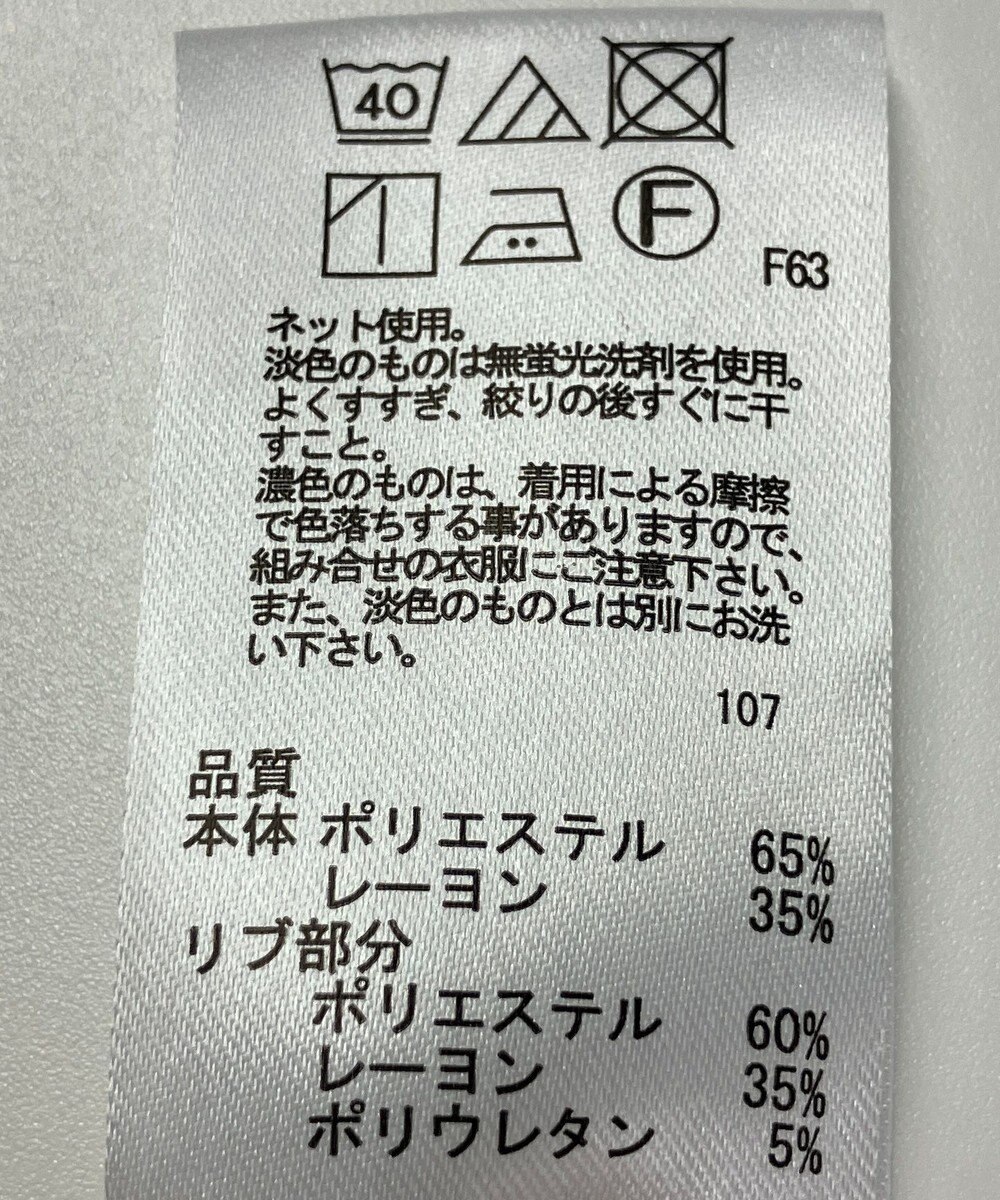 40
F
F63
ネット使用。
淡色のものは無蛍光洗剤を使用。
よくすすぎ、絞りの後すぐに干
すこと。
濃色のものは、着用による摩擦
で色落ちする事がありますので、
組み合せの衣服にご注意下さい。
また、淡色のものとは別にお洗
い下さい。
107
品質
本体 ポリエステル 65%
レーヨン 35%
リブ部分
ポリエステル 60%
レーヨン 35%
ポリウレタン 5%